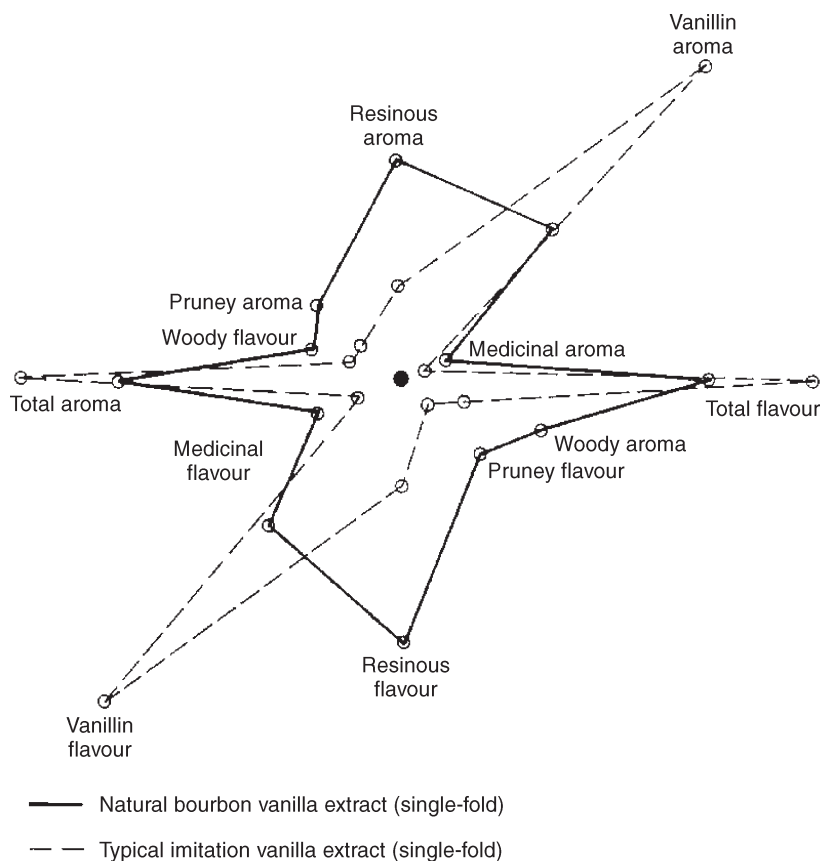 Vanillin
aroma
Resinous
aroma
Pruney aroma
Woody flavour
Medicinal aroma
Total aroma
Total flavour
Medicinal
flavour
Woody aroma
Pruney flavour
Resinous
flavour
Vanillin
flavour
Natural bourbon vanilla extract (single-fold)
Typical imitation vanilla extract (single-fold)